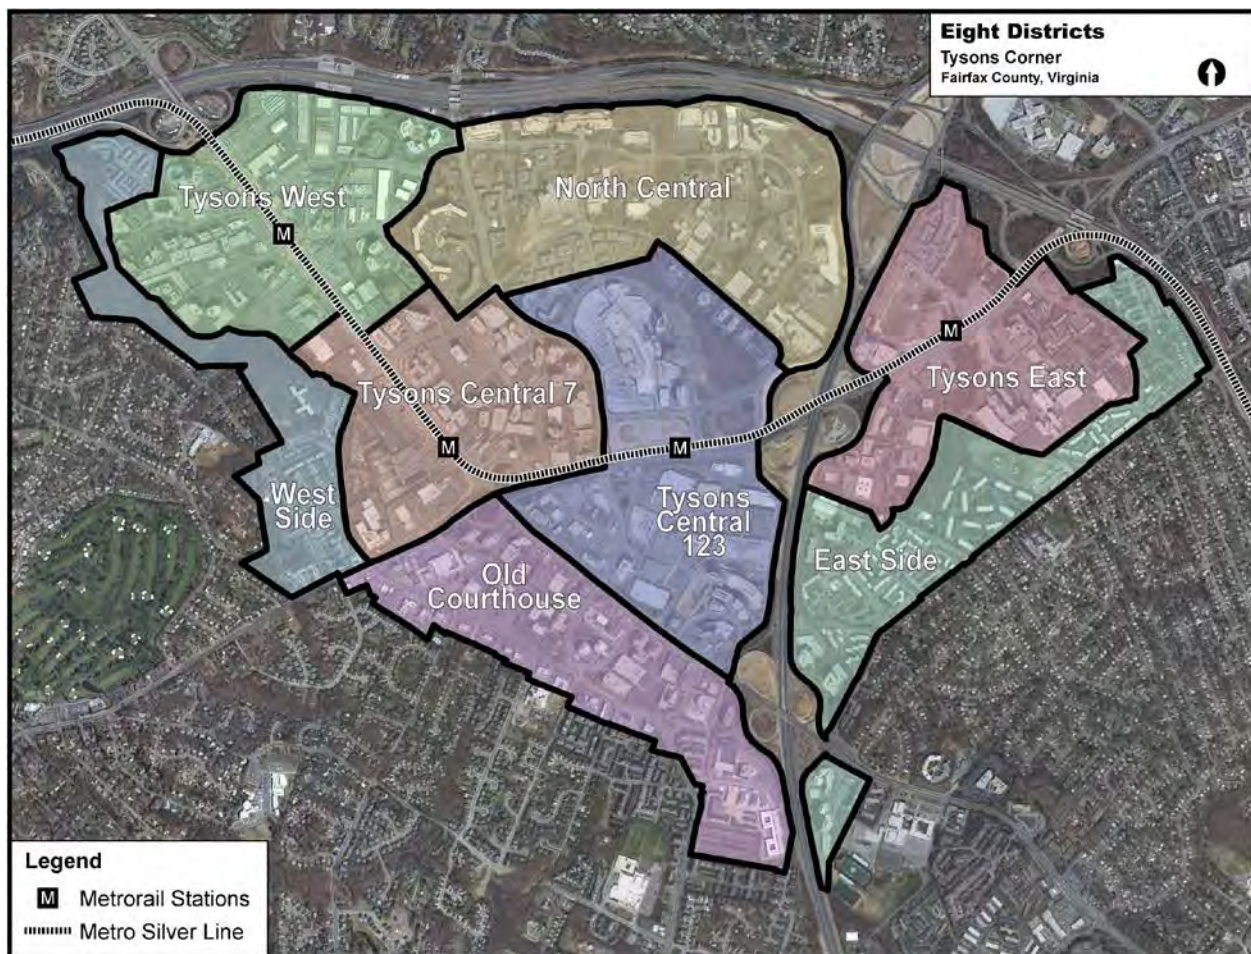 Eight Districts
Tysons Corner
Fairfax County, Virginia
Tysons West
M
North Central
Tysons Central 7
M
M
Tysons East
M
Tysons
Central
123
West
Side
East Side
Old
Courthouse
Legend
M Metrorail Stations
Metro Silver Line